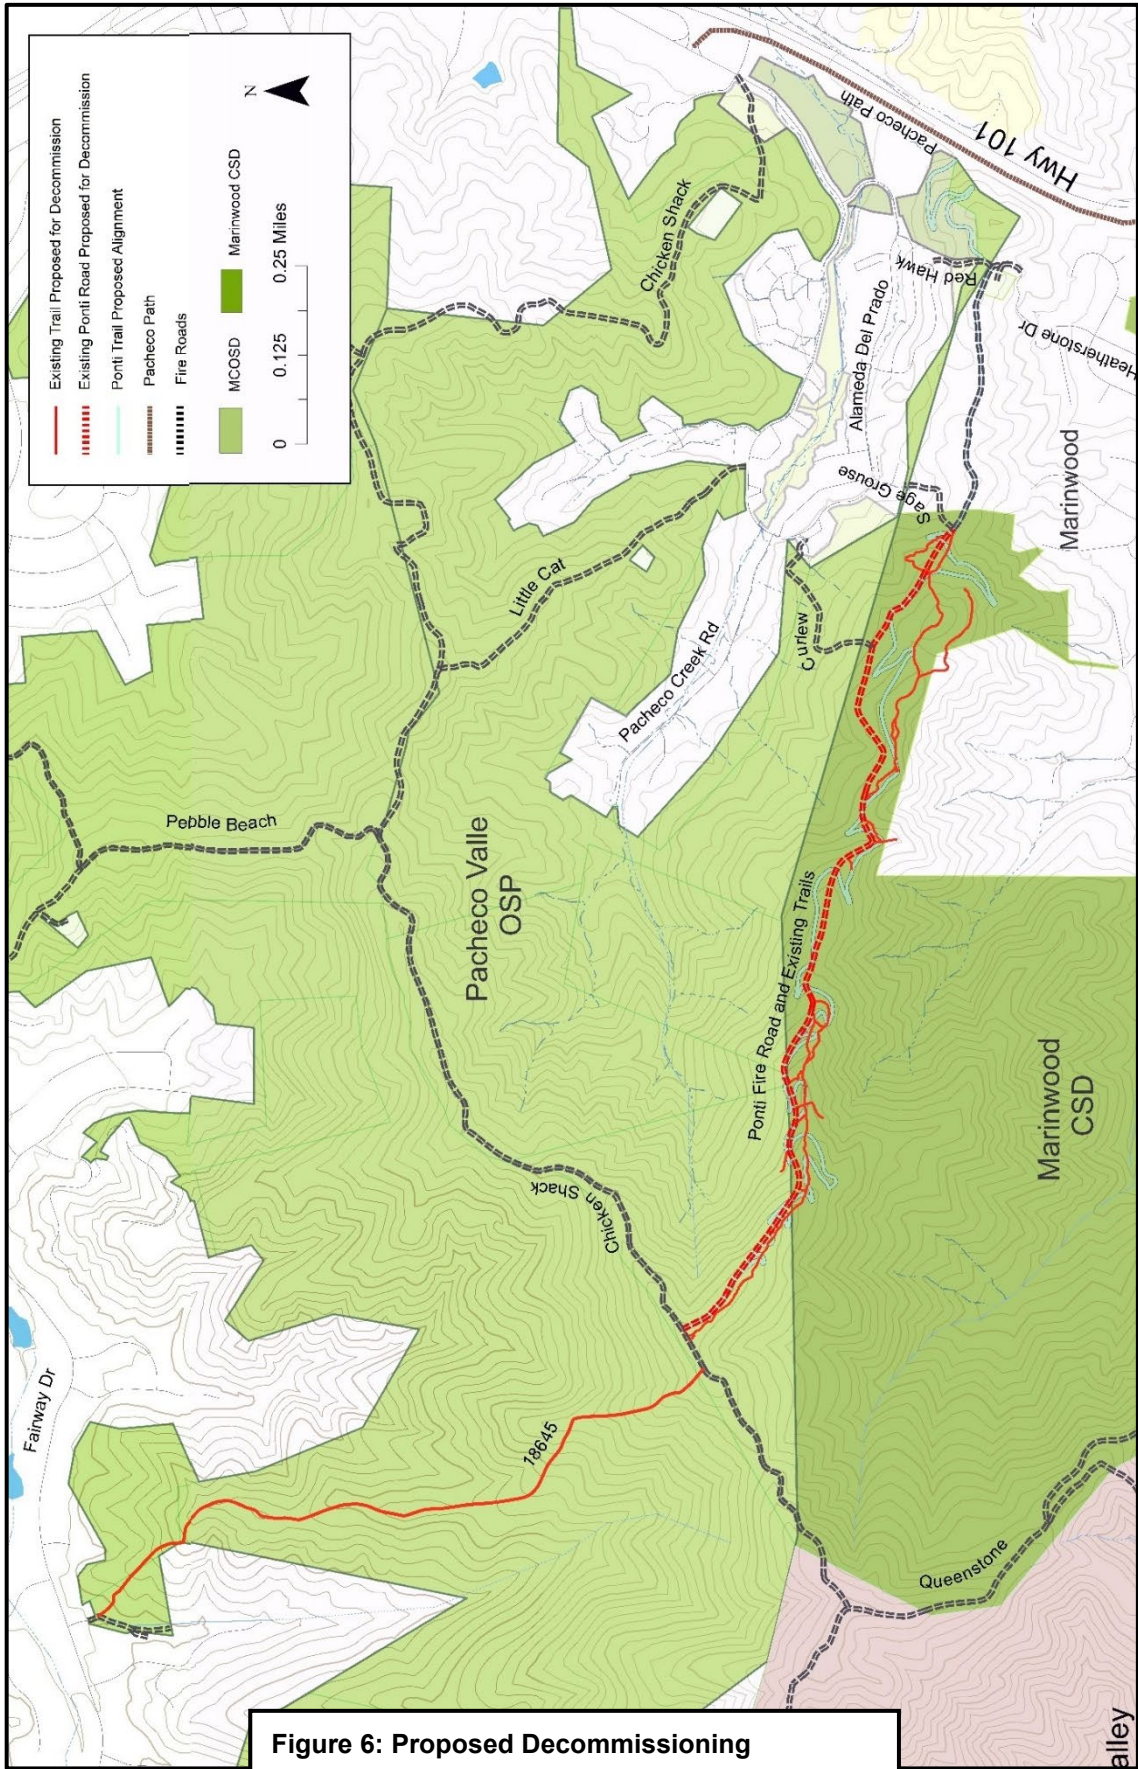 Existing Trail Proposed for Decommission
Existing Ponti Road Proposed for Decommission
Ponti Trail Proposed Alignment
Pacheco Path
Fire Roads
N
MCOSD
Marinwood CSD
0
0.125
0.25 Miles
Fairway Dr
Pebble Beach
Chicken Shack
Pacheco Path
Hwy 101
Little Cat
Red Hawk
Alameda Del Prado
Heatherstone Dr
Sage Grouse
Marinwood
Curlew
Pacheco Creek Rd
Pacheco Valle
OSP
Ponti Fire Road and Existing Trails
Chicken Shack
Marinwood
CSD
18645
Queenstone
alley
Figure 6: Proposed Decommissioning